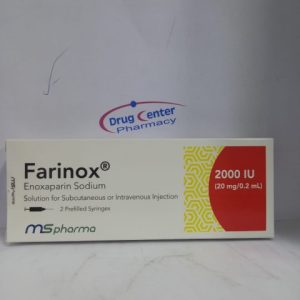 Drug Center
Pharmacy
Farinox®
Enoxaparin Sodium
Solution for Subcutaneous or Intravenous Injection
2 Prefilled Syringes
2000 IU
(20 mg/0.2 mL)
MS pharma